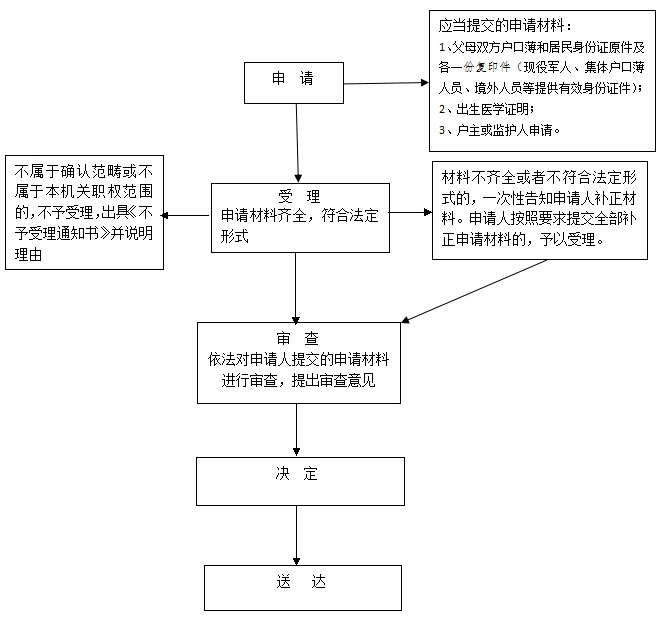 应当提交的申请材料：
1、父母双方户口薄和居民身份证原件及
各一份复印件（现役军人、集体户口薄
人员、境外人员等提供有效身份证件）；
2、出生医学证明；
3、户主或监护人申请。
申 请
不属于确认范畴或不
属于本机关职权范围
的，不予受理，出具《不
予受理通知书》并说明
理由
受 理
申请材料齐全，符合法定
形式
材料不齐全或者不符合法定形
式的，一次性告知申请人补正材
料。申请人按照要求提交全部补
正申请材料的，予以受理。
审 查
依法对申请人提交的申请材料
进行审查，提出审查意见
决 定
送 达